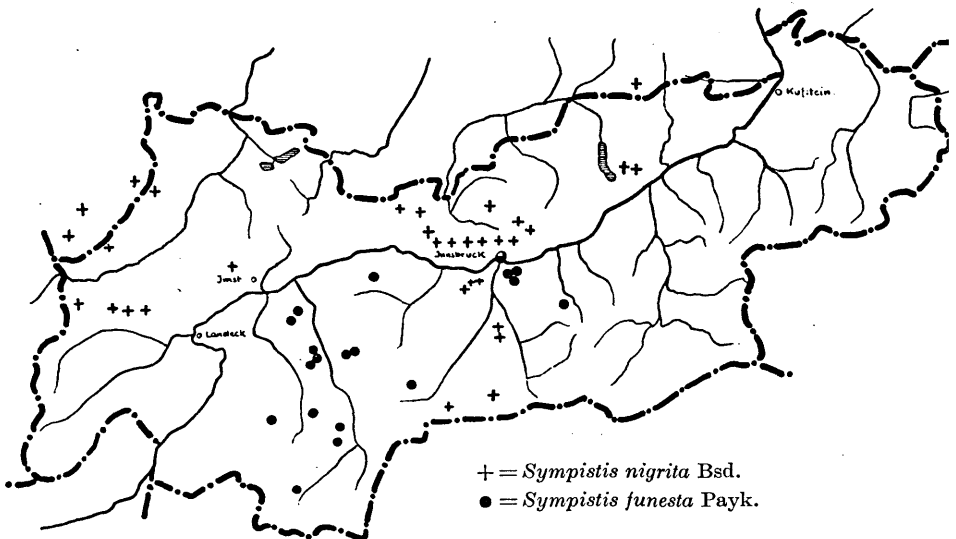 Kufstein.
Innsbruck
Imst
Landeck
+ = Sympistis nigrita Bsd.
● = Sympistis funesta Payk.